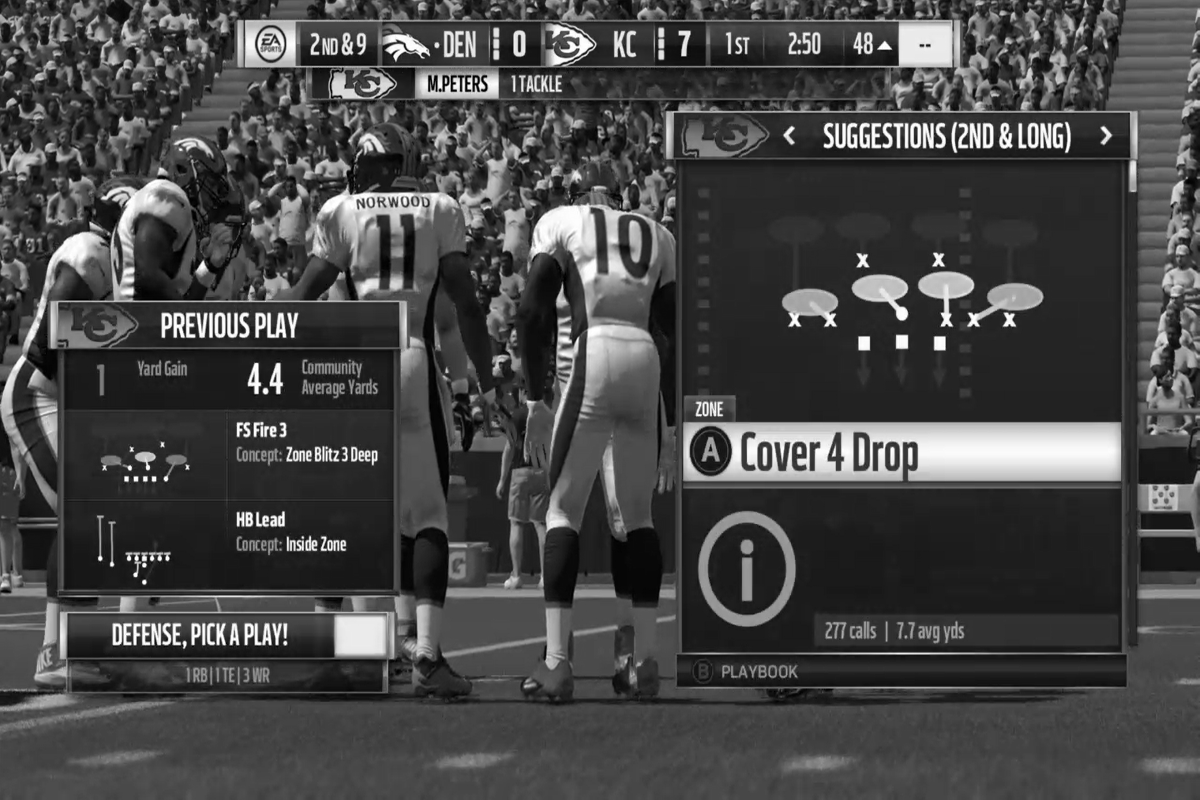 EA SPORTS 2ND & 9 DEN 0 KC 7 1ST 2:50 48 --
M.PETERS 1 TACKLE
SUGGESTIONS (2ND & LONG)
NORWOOD
11
10
PREVIOUS PLAY
1 Yard Gain 4.4 Community Average Yards
FS Fire 3
Concept: Zone Blitz 3 Deep
HB Lead
Concept: Inside Zone
DEFENSE, PICK A PLAY!
1 RB | 1 TE | 3 WR
X X
X X X X X
ZONE
A Cover 4 Drop
i
277 calls | 7.7 avg yds
B PLAYBOOK